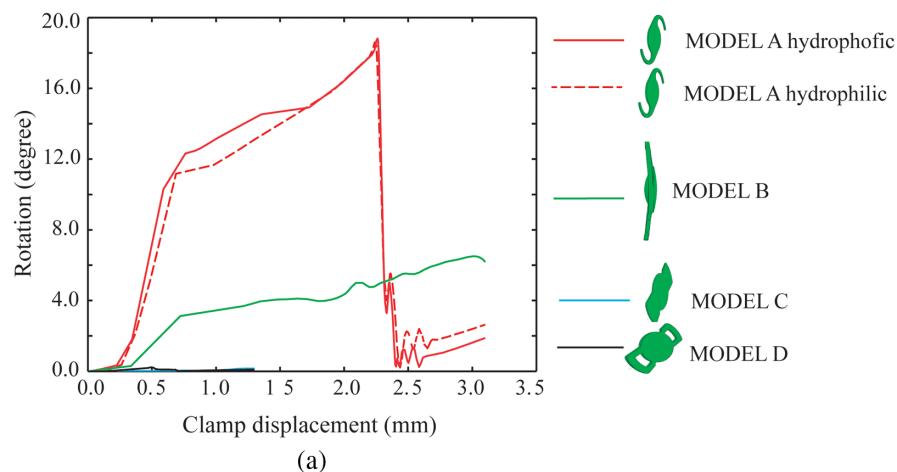 20.0
16.0
12.0
8.0
4.0
0.0
Rotation (degree)
0.0 0.5 1 5 2.0 2.5 3.0 3.5
Clamp displacement (mm)
(a)
MODEL A hydrophofic
MODEL A hydrophilic
MODEL B
MODEL C
MODEL D